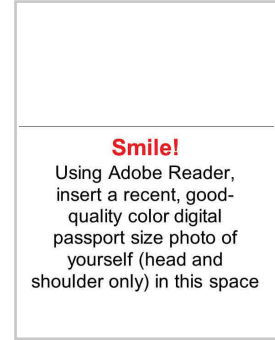 Smile!
Using Adobe Reader,
insert a recent, good-
quality color digital
passport size photo of
yourself (head and
shoulder only) in this space